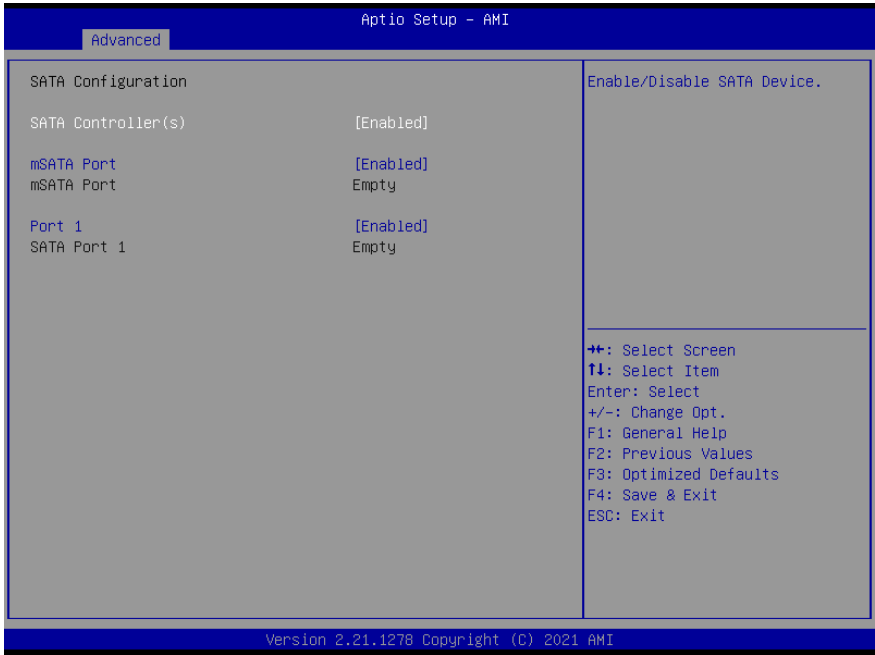 Aptio Setup – AMI
Advanced
SATA Configuration
SATA Controller(s) [Enabled]
mSATA Port [Enabled]
mSATA Port Empty
Port 1 [Enabled]
SATA Port 1 Empty
Enable/Disable SATA Device.
→←: Select Screen
↑↓: Select Item
Enter: Select
+/-: Change Opt.
F1: General Help
F2: Previous Values
F3: Optimized Defaults
F4: Save & Exit
ESC: Exit
Version 2.21.1278 Copyright (C) 2021 AMI